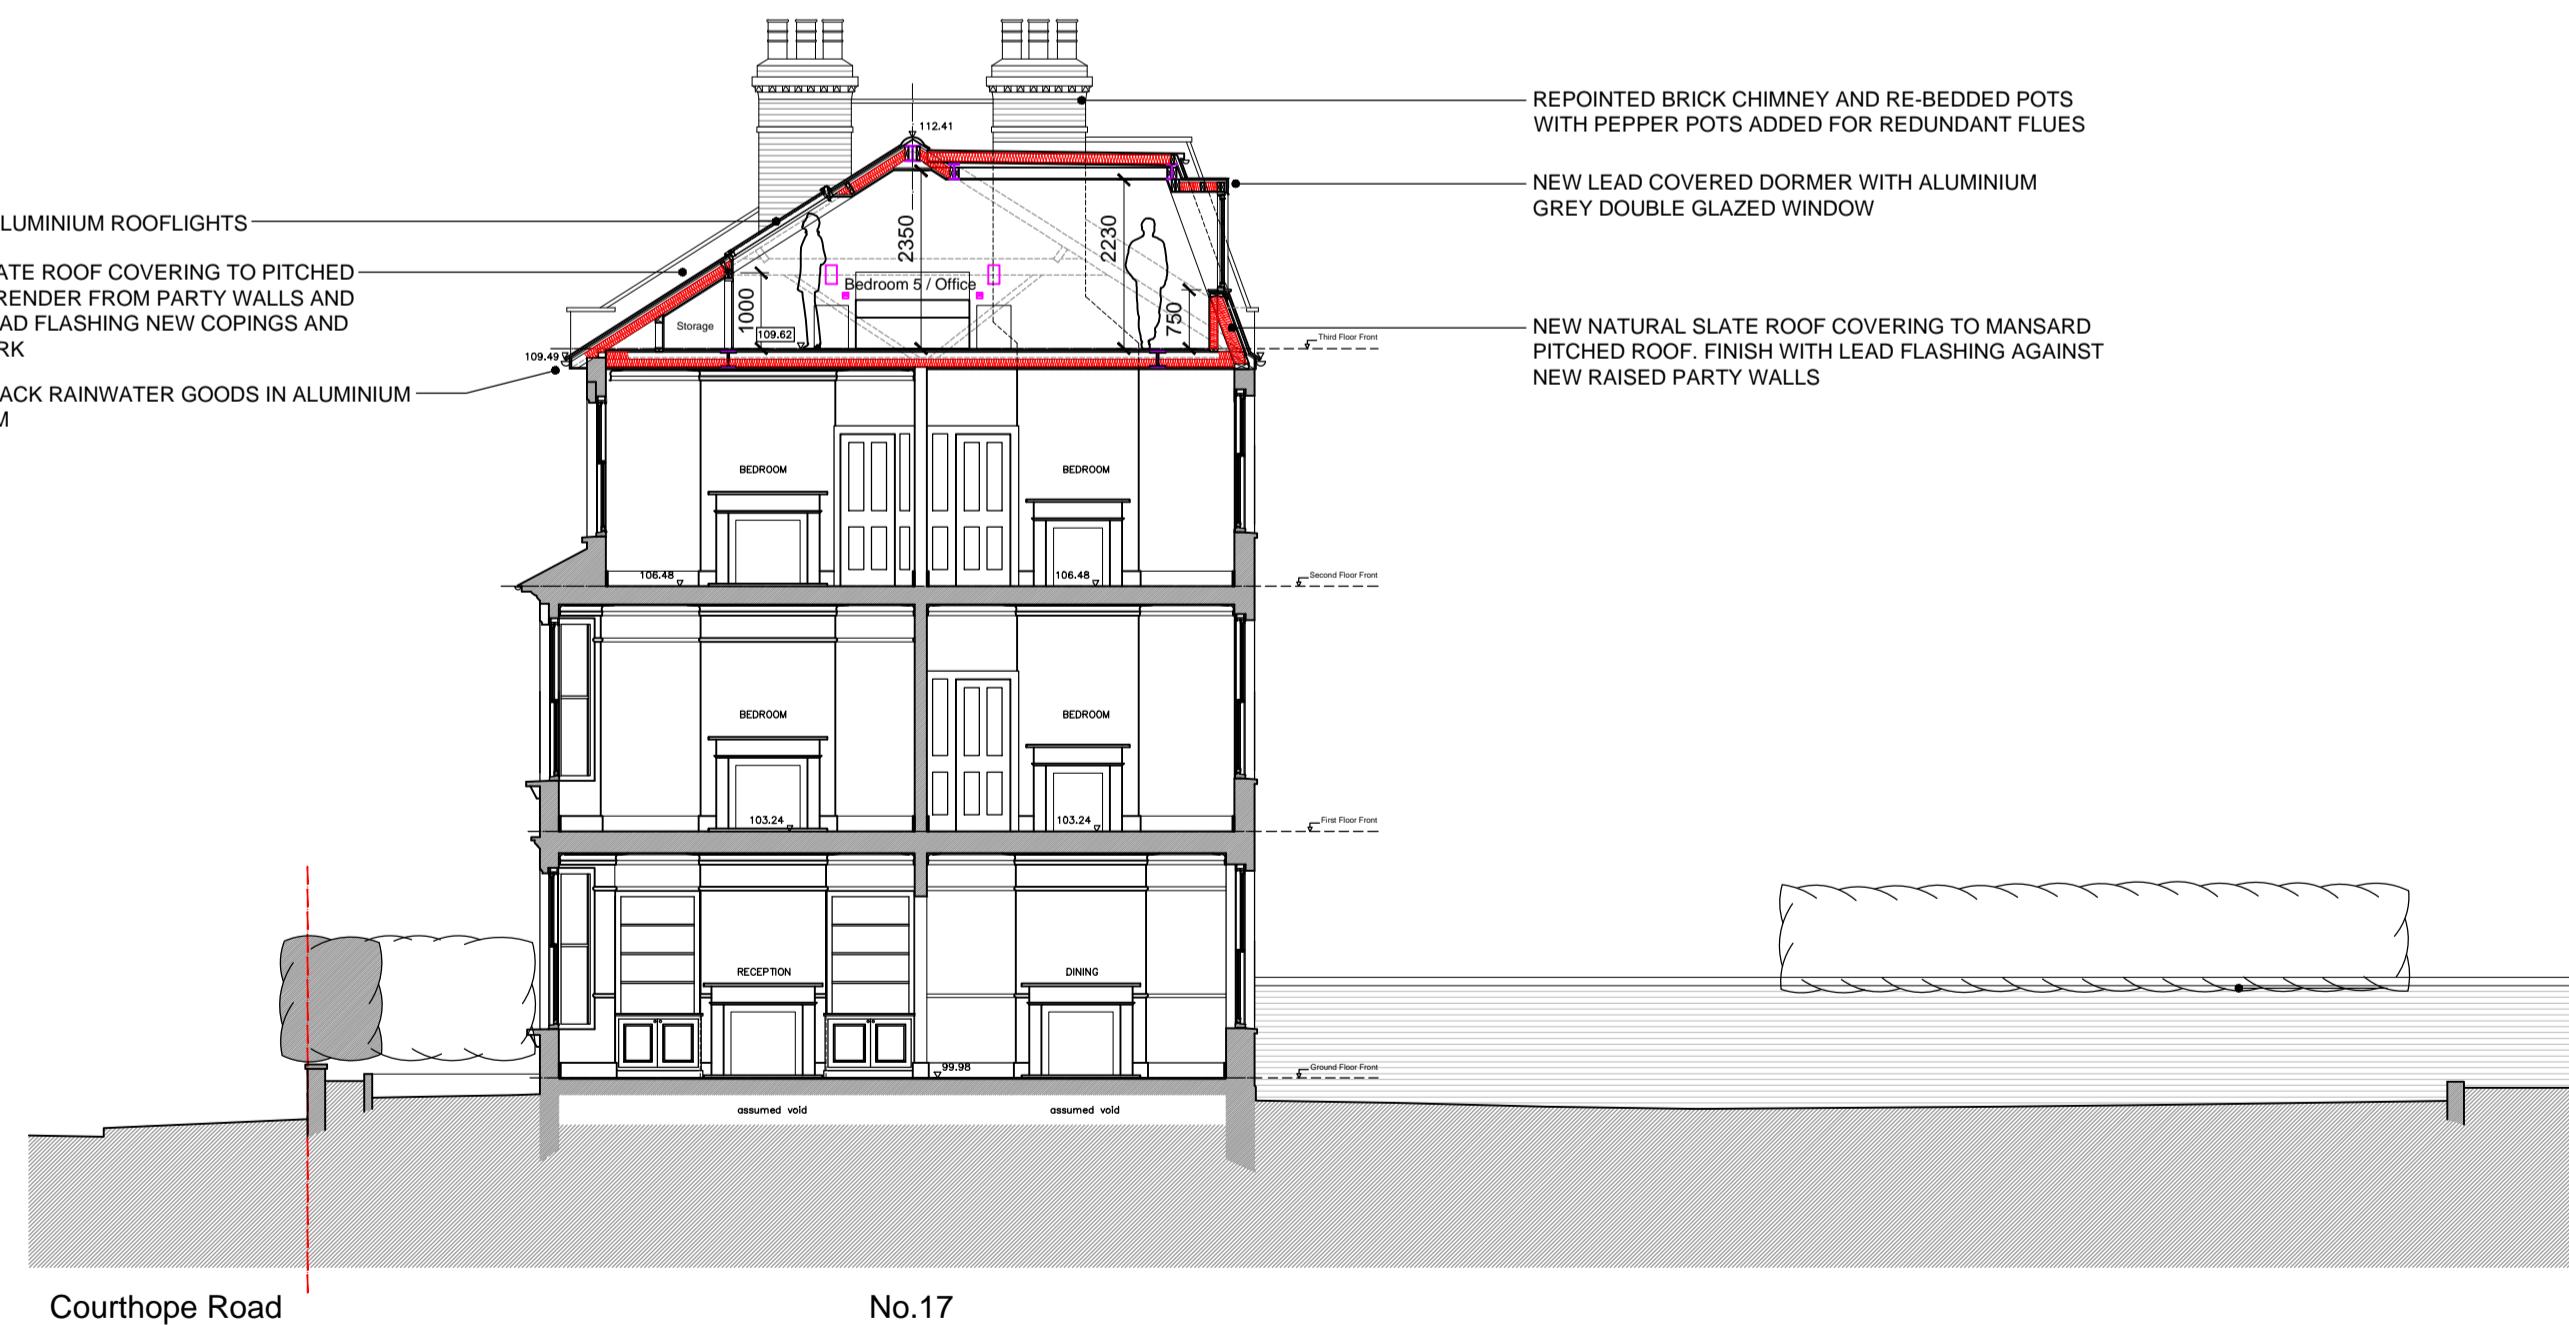 REPOINTED BRICK CHIMNEY AND RE-BEDDED POTS
WITH PEPPER POTS ADDED FOR REDUNDANT FLUES
112.41
NEW LEAD COVERED DORMER WITH ALUMINIUM
GREY DOUBLE GLAZED WINDOW
LUMINIUM ROOFLIGHTS
ATE ROOF COVERING TO PITCHED
RENDER FROM PARTY WALLS AND
AD FLASHING NEW COPINGS AND
RK
ACK RAINWATER GOODS IN ALUMINIUM
M
2350
2230
Bedroom 5 / Office
1000
750
Storage
109.62
109.49
Third Floor Front
NEW NATURAL SLATE ROOF COVERING TO MANSARD
PITCHED ROOF. FINISH WITH LEAD FLASHING AGAINST
NEW RAISED PARTY WALLS
BEDROOM
BEDROOM
106.48
106.48
Second Floor Front
BEDROOM
BEDROOM
103.24
103.24
First Floor Front
RECEPTION
DINING
99.98
Ground Floor Front
assumed void
assumed void
Courthope Road
No.17